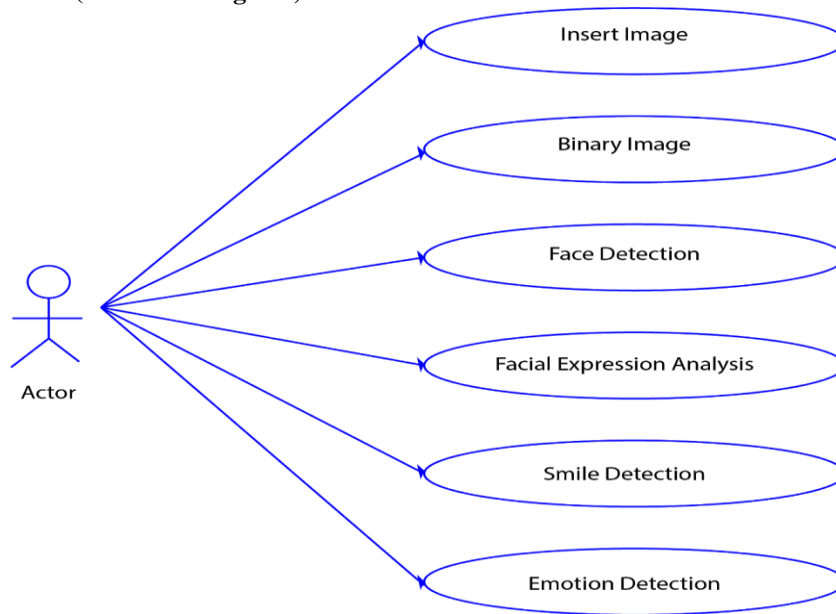 Insert Image
Binary Image
Face Detection
Facial Expression Analysis
Actor
Smile Detection
Emotion Detection